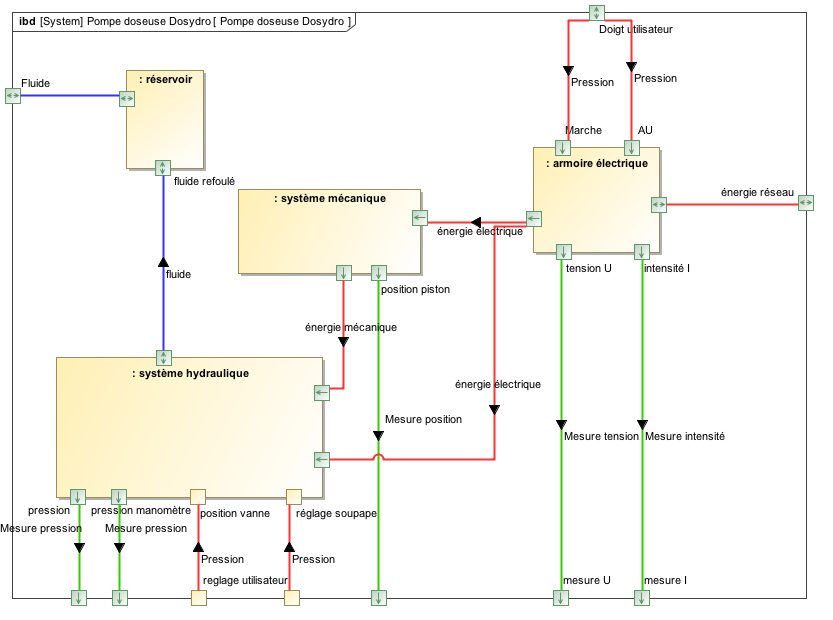 ibd [System] Pompe doseuse Dosydro [ Pompe doseuse Dosydro ]
Doigt utilisateur
Fluide
: réservoir
Pression
Pression
Marche
AU
: armoire électrique
fluide refoulé
: système mécanique
énergie réseau
énergie électrique
fluide
tension U
intensité I
position piston
énergie mécanique
: système hydraulique
énergie électrique
Mesure position
Mesure tension
Mesure intensité
pression
pression manomètre
position vanne
réglage soupape
Mesure pression
Mesure pression
Pression
Pression
reglage utilisateur
mesure U
mesure I